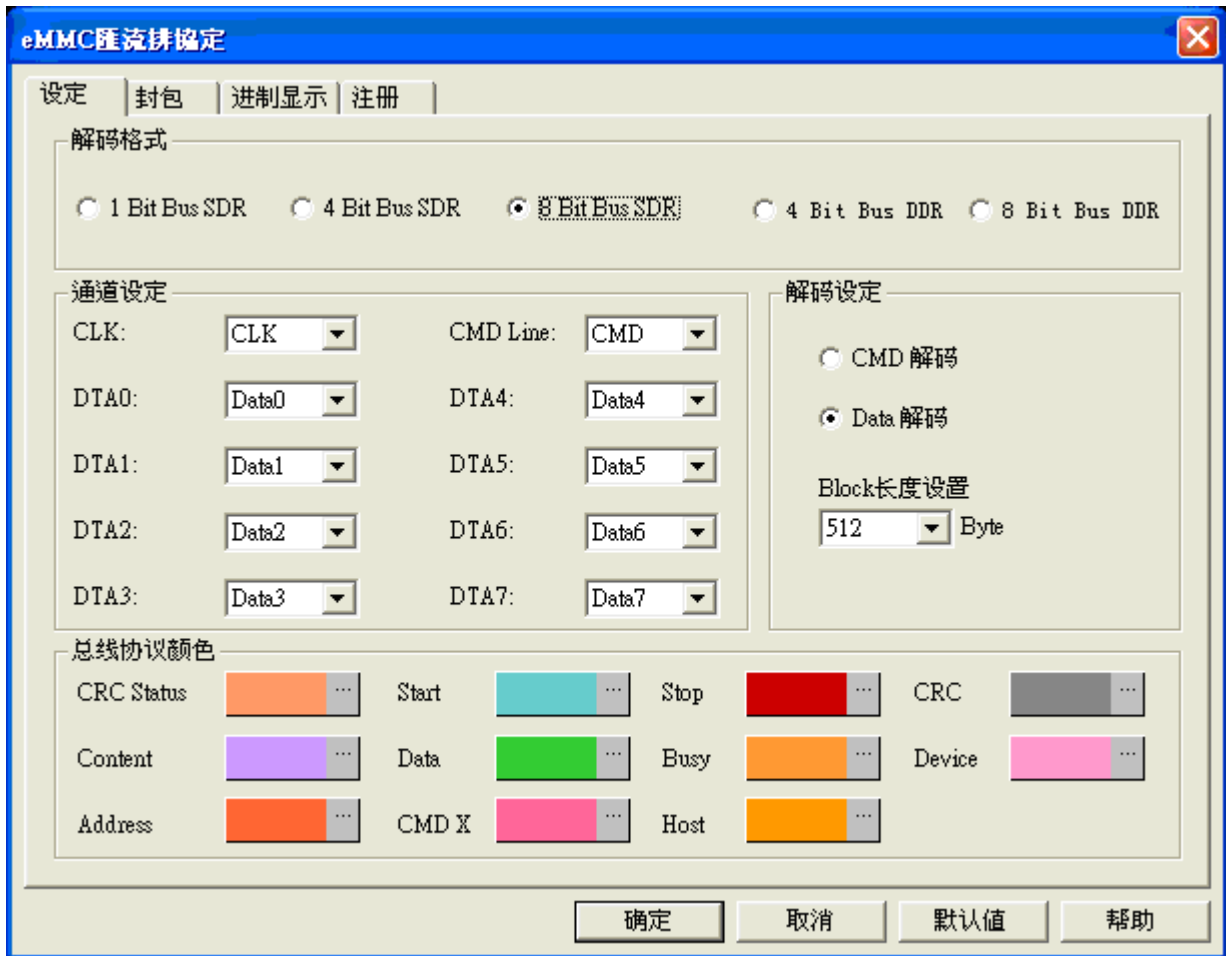 eMMC匯流排協定
设定 封包 进制显示 注册
解码格式
1 Bit Bus SDR 4 Bit Bus SDR 8 Bit Bus SDR 4 Bit Bus DDR 8 Bit Bus DDR
通道设定 解码设定
CLK: CLK CMD Line: CMD
CMD 解码
DTA0: Data0 DTA4: Data4
Data 解码
DTA1: Data1 DTA5: Data5
Block长度设置
DTA2: Data2 DTA6: Data6 512 Byte
DTA3: Data3 DTA7: Data7
总线协议颜色
CRC Status ... Start ... Stop ... CRC ...
Content ... Data ... Busy ... Device ...
Address ... CMD X ... Host ...
确定 取消 默认值 帮助